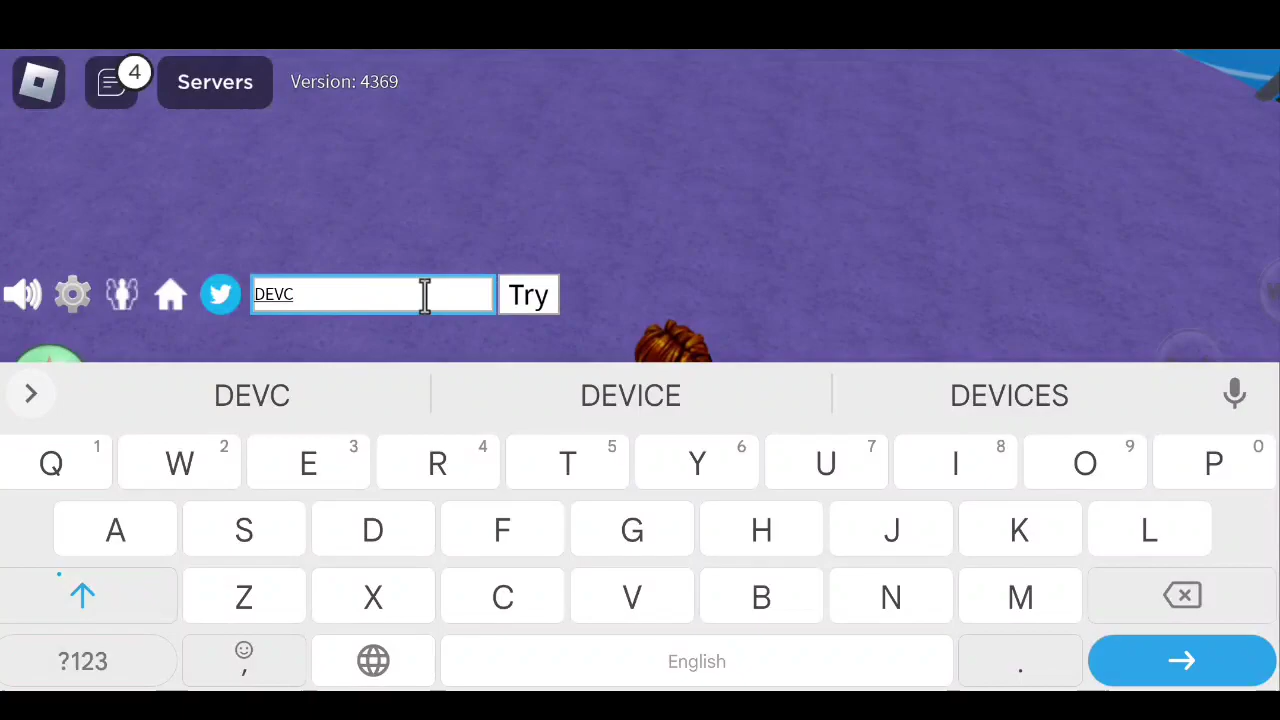 4
Servers
Version: 4369
DEVC
Try
DEVC DEVICE DEVICES
Q 1 W 2 E 3 R 4 T 5 Y 6 U 7 I 8 O 9 P 0
A S D F G H J K L
Z X C V B N M
?123 , English .